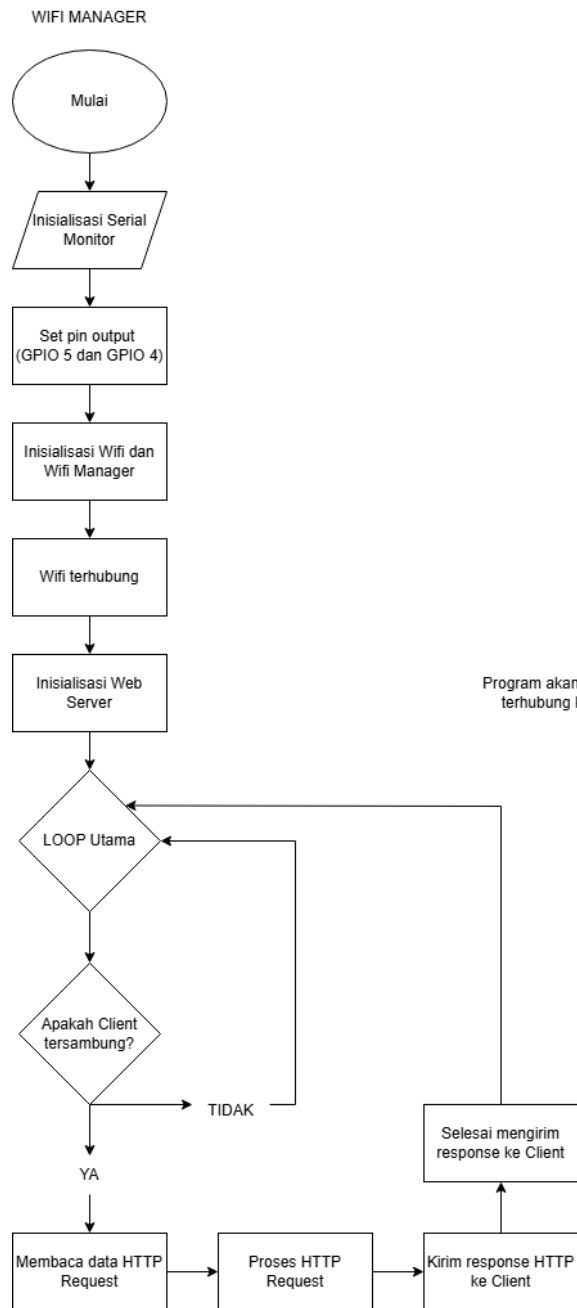 WIFI MANAGER
Mulai
Inisialisasi Serial
Monitor
Set pin output
(GPIO 5 dan GPIO 4)
Inisialisasi Wifi dan
Wifi Manager
Wifi terhubung
Inisialisasi Web
Server
Program akan
terhubung
LOOP Utama
Apakah Client
tersambung?
TIDAK
YA
Selesai mengirim
response ke Client
Membaca data HTTP
Request
Proses HTTP
Request
Kirim response HTTP
ke Client